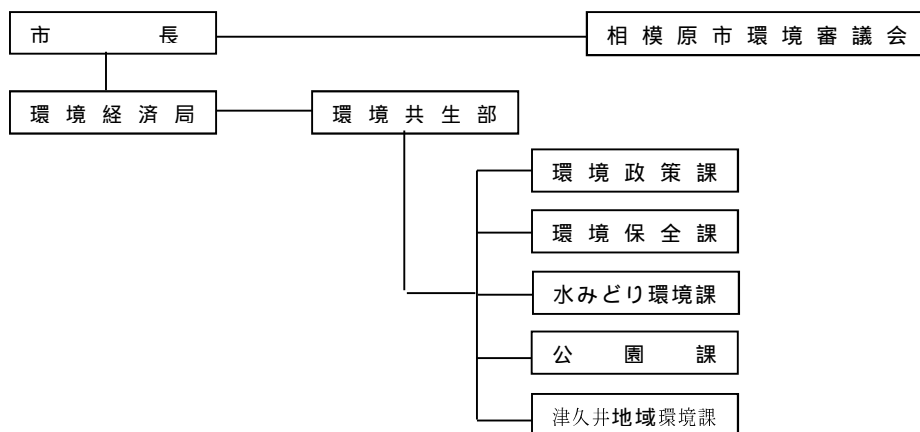 市長
相模原市環境審議会
環境経済局
環境共生部
環境政策課
環境保全課
水みどり環境課
公園課
津久井地域環境課